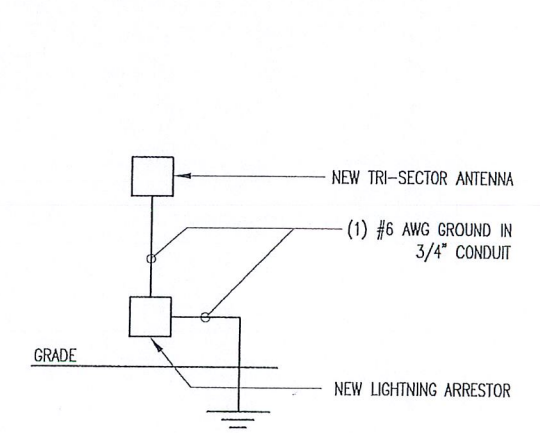 NEW TRI-SECTOR ANTENNA
(1) #6 AWG GROUND IN
3/4" CONDUIT
GRADE
NEW LIGHTNING ARRESTOR